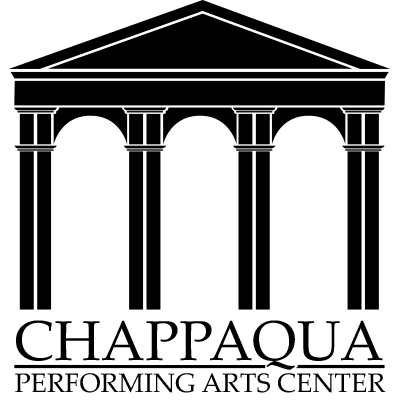 CHAPPAQUA
PERFORMING ARTS CENTER